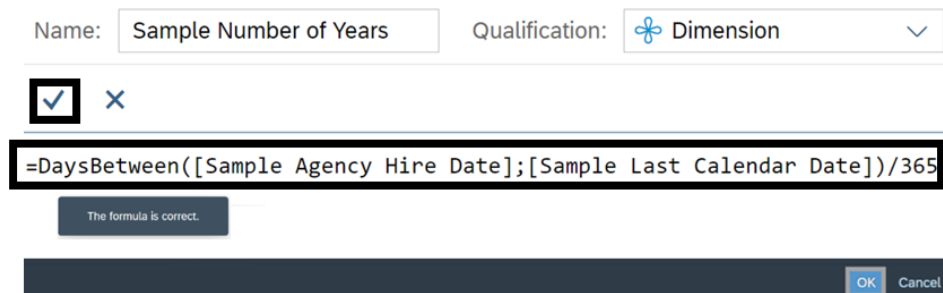 Name: Sample Number of Years Qualification: Dimension
=DaysBetween([Sample Agency Hire Date];[Sample Last Calendar Date])/365
The formula is correct.
OK Cancel